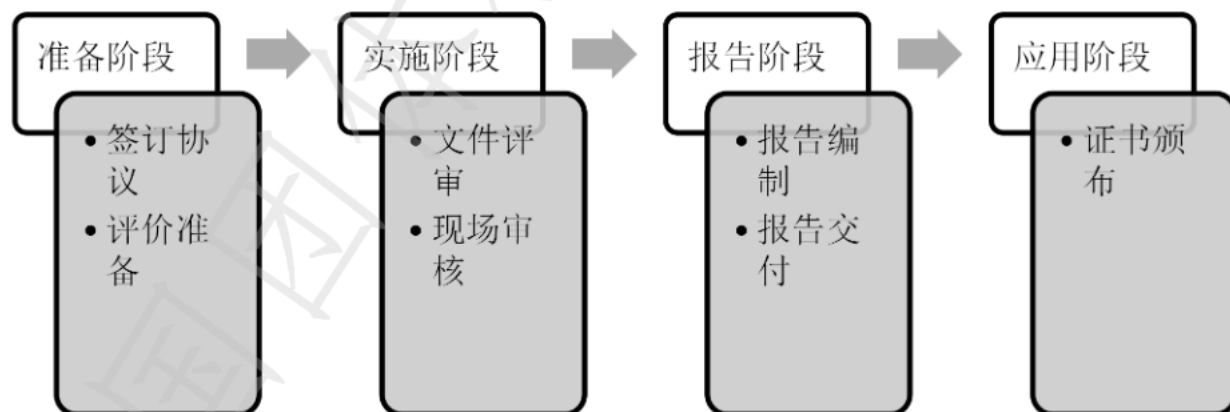 准备阶段
• 签订协
议
• 评价准
备
实施阶段
• 文件评
审
• 现场审
核
报告阶段
• 报告编
制
• 报告交
付
应用阶段
• 证书颁
布